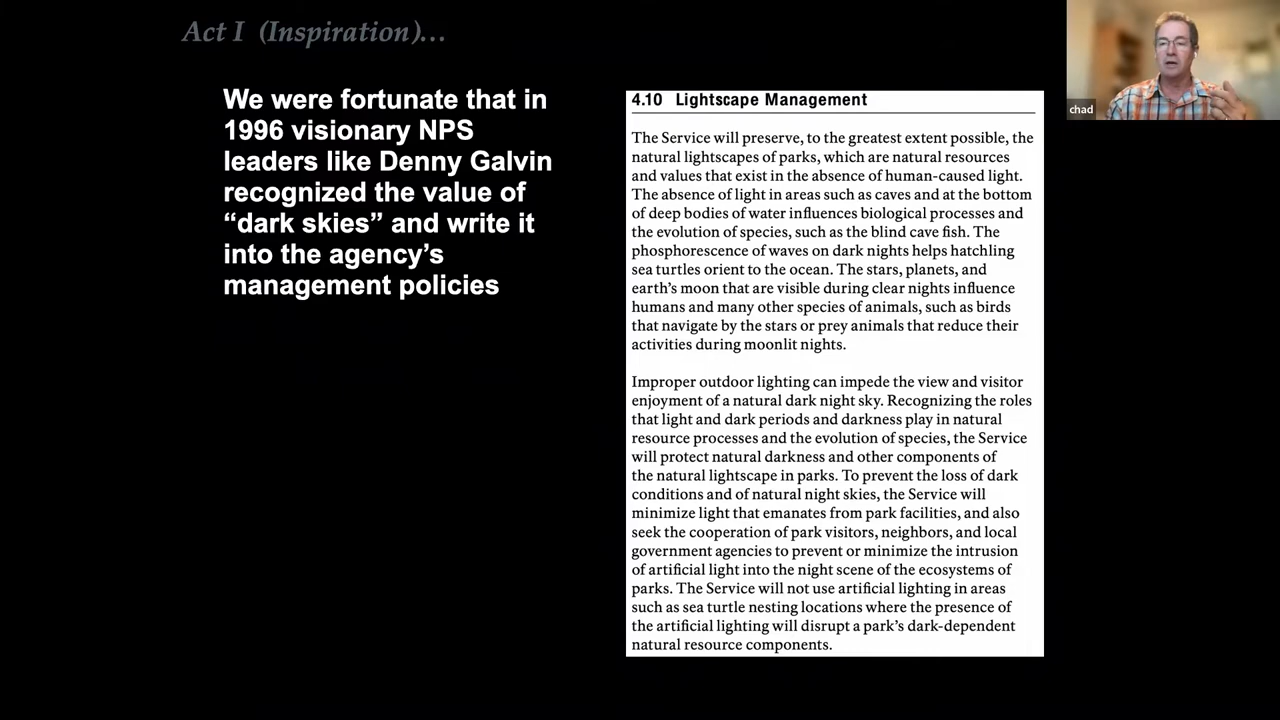 Act I (Inspiration)…
We were fortunate that in
1996 visionary NPS
leaders like Denny Galvin
recognized the value of
“dark skies” and write it
into the agency’s
management policies
4.10 Lightscape Management
The Service will preserve, to the greatest extent possible, the
natural lightscapes of parks, which are natural resources
and values that exist in the absence of human-caused light.
The absence of light in areas such as caves and at the bottom
of deep bodies of water influences biological processes and
the evolution of species, such as the blind cave fish. The
phosphorescence of waves on dark nights helps hatchling
sea turtles orient to the ocean. The stars, planets, and
earth’s moon that are visible during clear nights influence
humans and many other species of animals, such as birds
that navigate by the stars or prey animals that reduce their
activities during moonlit nights.
Improper outdoor lighting can impede the view and visitor
enjoyment of a natural dark night sky. Recognizing the roles
that light and dark periods and darkness play in natural
resource processes and the evolution of species, the Service
will protect natural darkness and other components of
the natural lightscape in parks. To prevent the loss of dark
conditions and of natural night skies, the Service will
minimize light that emanates from park facilities, and also
seek the cooperation of park visitors, neighbors, and local
government agencies to prevent or minimize the intrusion
of artificial light into the night scene of the ecosystems of
parks. The Service will not use artificial lighting in areas
such as sea turtle nesting locations where the presence of
the artificial lighting will disrupt a park’s dark-dependent
natural resource components.
chad